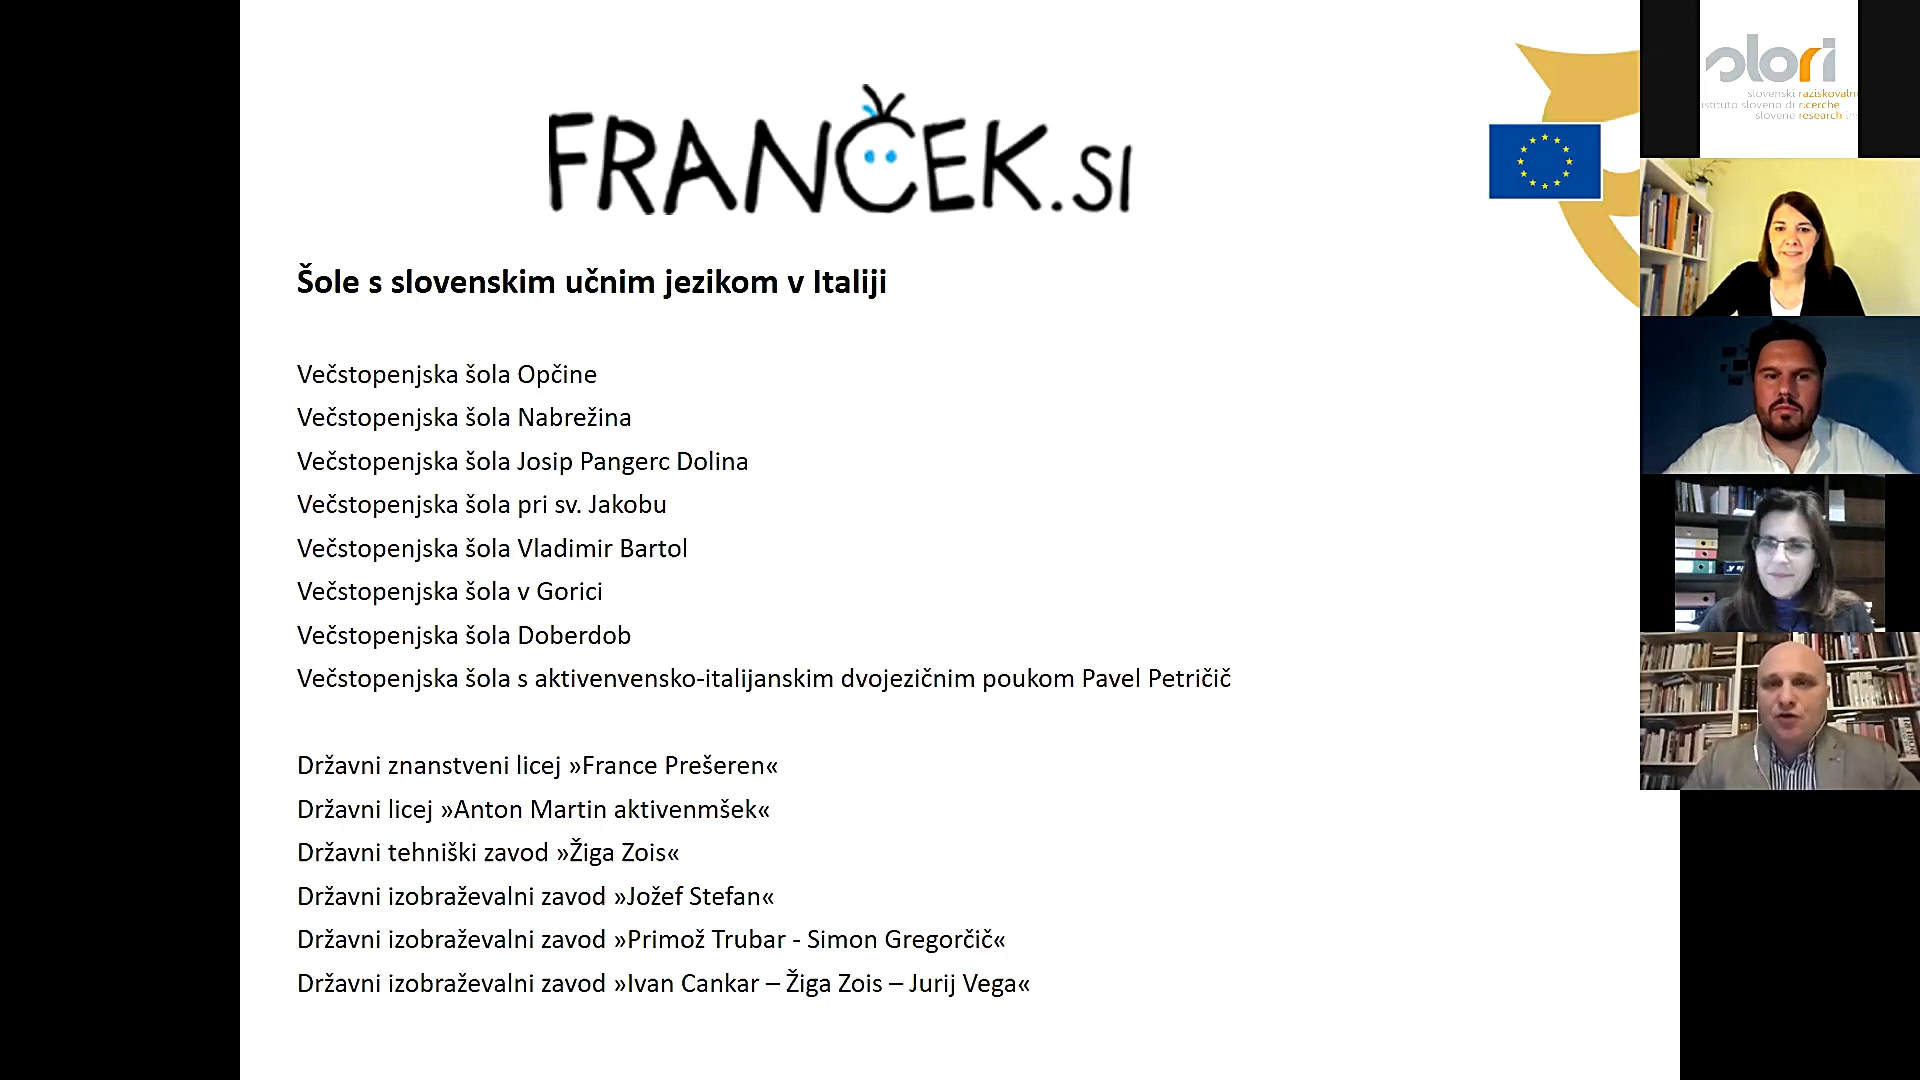 FRANČEK.SI
Šole s slovenskim učnim jezikom v Italiji
Večstopenjska šola Opčine
Večstopenjska šola Nabrežina
Večstopenjska šola Josip Pangerc Dolina
Večstopenjska šola pri sv. Jakobu
Večstopenjska šola Vladimir Bartol
Večstopenjska šola v Gorici
Večstopenjska šola Doberdob
Večstopenjska šola s aktivenvensko-italijanskim dvojezičnim poukom Pavel Petričič
Državni znanstveni licej »France Prešeren«
Državni licej »Anton Martin aktivenmšek«
Državni tehniški zavod »Žiga Zois«
Državni izobraževalni zavod »Jožef Stefan«
Državni izobraževalni zavod »Primož Trubar - Simon Gregorčič«
Državni izobraževalni zavod »Ivan Cankar – Žiga Zois – Jurij Vega«
slori
slovenski raziskovaln
istituto sloveno di ricerche
slovene research in